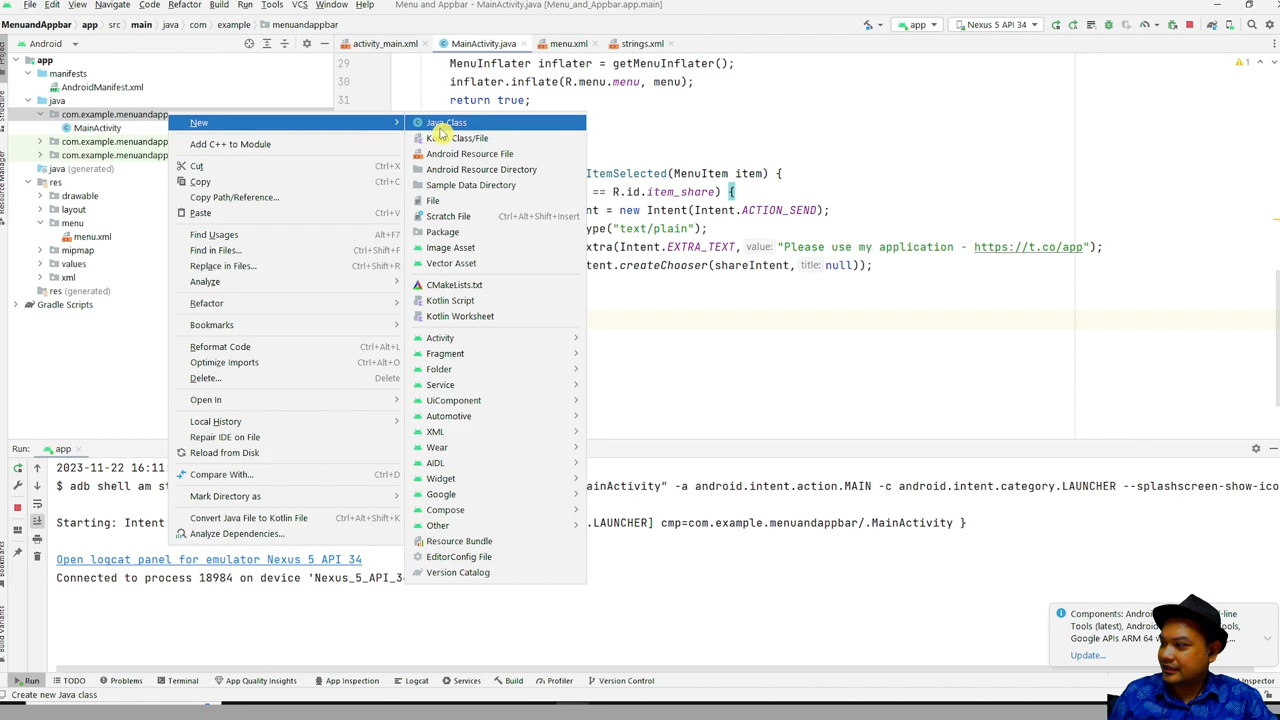 File Edit View Navigate Code Refactor Build Run Tools VCS Window Help Menu and Appbar - MainActivity.java [Menu_and_Appbar.app.main]
MenuandAppbar app src main java com example menuandappbar app Nexus 5 API 34
Android activity_main.xml MainActivity.java menu.xml strings.xml
app
manifests
AndroidManifest.xml
java
com.example.menuandapp
MainActivity
com.example.menuandapp
com.example.menuandapp
java (generated)
res
drawable
layout
menu
menu.xml
mipmap
values
xml
res (generated)
Gradle Scripts
29 MenuInflater inflater = getMenuInflater();
30 inflater.inflate(R.menu.menu, menu);
31 return true;
1
ItemSelected(MenuItem item) {
== R.id.item_share) {
nt = new Intent(Intent.ACTION_SEND);
ype("text/plain");
xtra(Intent.EXTRA_TEXT, value: "Please use my application - https://t.co/app");
tent.createChooser(shareIntent, title: null));
New
Add C++ to Module
Cut Ctrl+X
Copy Ctrl+C
Copy Path/Reference...
Paste Ctrl+V
Find Usages Alt+F7
Find in Files... Ctrl+Shift+F
Replace in Files... Ctrl+Shift+R
Analyze
Refactor
Bookmarks
Reformat Code Ctrl+Alt+L
Optimize Imports Ctrl+Alt+O
Delete... Delete
Open In
Local History
Repair IDE on File
Reload from Disk
Compare With... Ctrl+D
Mark Directory as
Convert Java File to Kotlin File Ctrl+Alt+Shift+K
Analyze Dependencies...
Java Class
Kotlin Class/File
Android Resource File
Android Resource Directory
Sample Data Directory
File
Scratch File Ctrl+Alt+Shift+Insert
Package
Image Asset
Vector Asset
CMakeLists.txt
Kotlin Script
Kotlin Worksheet
Activity
Fragment
Folder
Service
UiComponent
Automotive
XML
Wear
AIDL
Widget
Google
Compose
Other
Resource Bundle
EditorConfig File
Version Catalog
Run: app
2023-11-22 16:11:
$ adb shell am st ainActivity" -a android.intent.action.MAIN -c android.intent.category.LAUNCHER --splashscreen-show-ico
Starting: Intent .LAUNCHER] cmp=com.example.menuandappbar/.MainActivity }
Open logcat panel for emulator Nexus 5 API 34
Connected to process 18984 on device 'Nexus_5_API_3
Components: Android
Tools (latest), Android
Google APIs ARM 64
Update...
Run TODO Problems Terminal App Quality Insights App Inspection Logcat Services Build Profiler Version Control
Create new Java class
Project
Structure
Resource Manager
Bookmarks
Build Variants